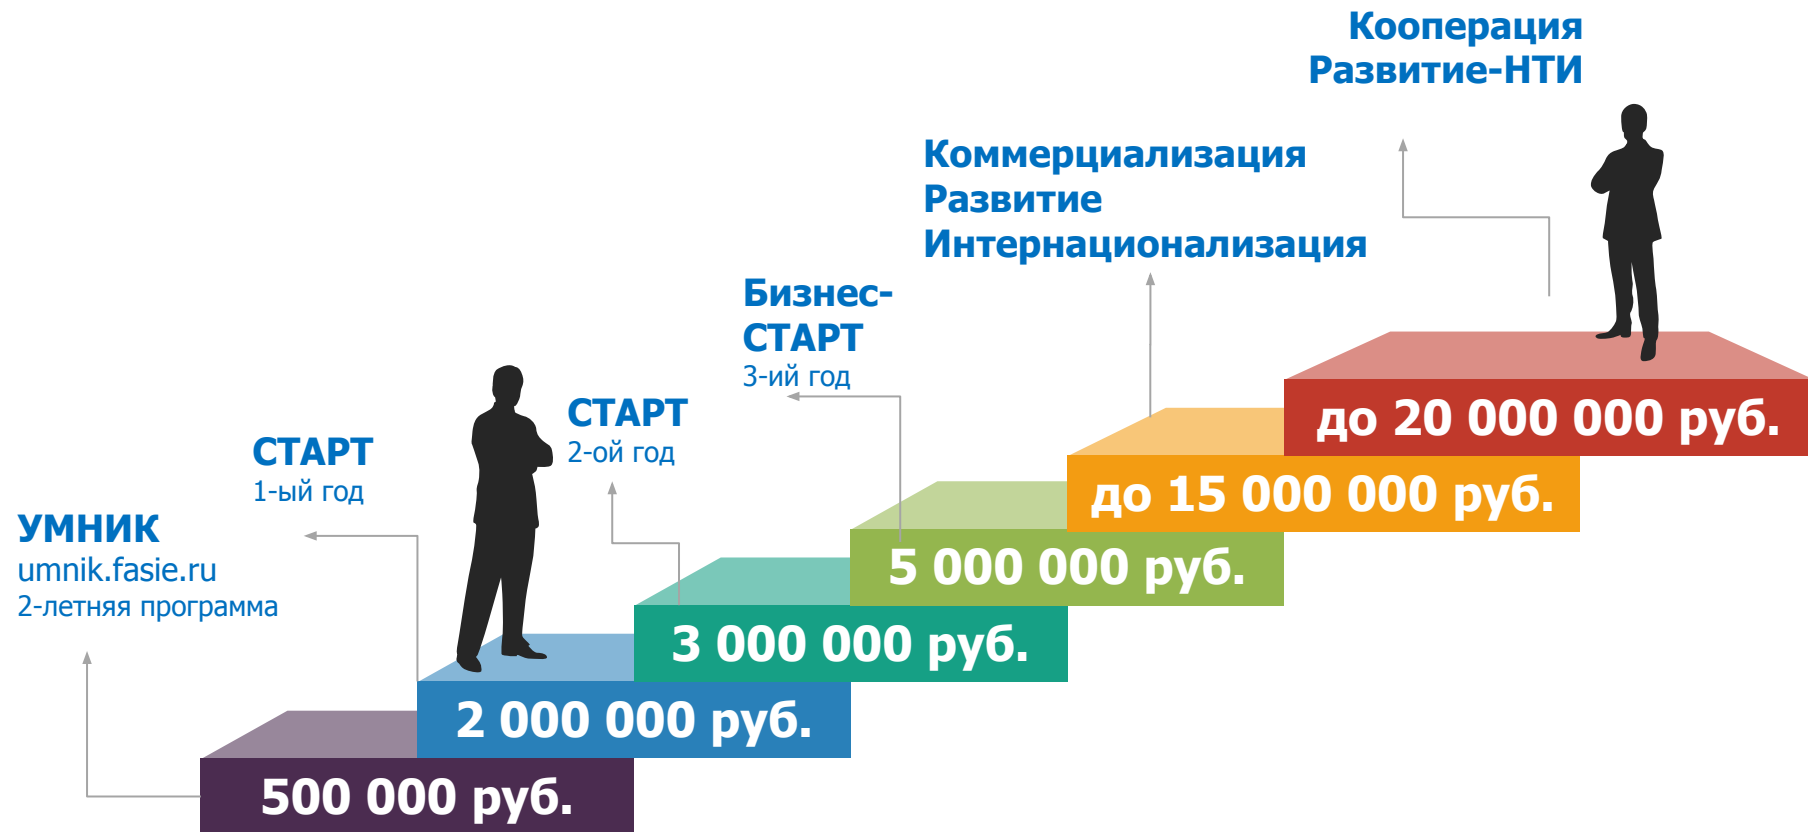 Кооперация
Развитие-НТИ
Коммерциализация
Развитие
Интернационализация
Бизнес-
СТАРТ
3-ий год
СТАРТ
2-ой год
СТАРТ
1-ый год
УМНИК
umnik.fasie.ru
2-летняя программа
до 20 000 000 руб.
до 15 000 000 руб.
5 000 000 руб.
3 000 000 руб.
2 000 000 руб.
500 000 руб.